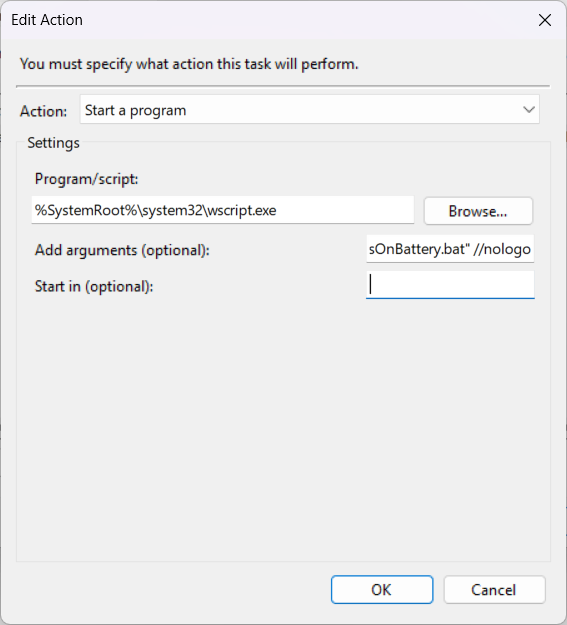 Edit Action
You must specify what action this task will perform.
Action: Start a program
Settings
Program/script:
%SystemRoot%\system32\wscript.exe Browse...
Add arguments (optional): sOnBattery.bat" //nologo
Start in (optional):
OK Cancel